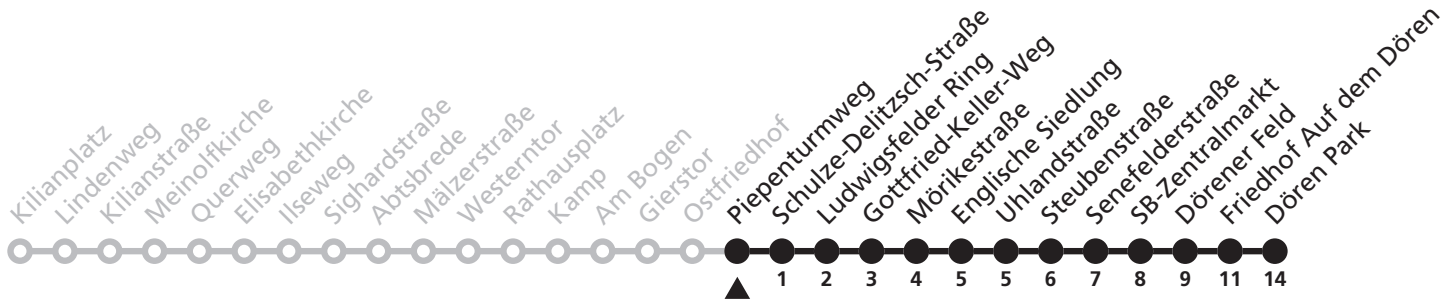 Kilianplatz
Lindenweg
Kilianstraße
Meinolfkirche
Querweg
Elisabethkirche
Ilseweg
Sighardstraße
Abtsbrede
Mälzerstraße
Westerntor
Rathausplatz
Kamp
Am Bogen
Gierstor
Ostfriedhof
Piepenturmweg
Schulze-Delitzsch-Straße
Ludwigsfelder Ring
Gottfried-Keller-Weg
Mörikestraße
Englische Siedlung
Uhlandstraße
Steubenstraße
Senefelderstraße
SB-Zentralmarkt
Dörener Feld
Friedhof Auf dem Dören
Dören Park
1 2 3 4 5 5 6 7 8 9 11 14